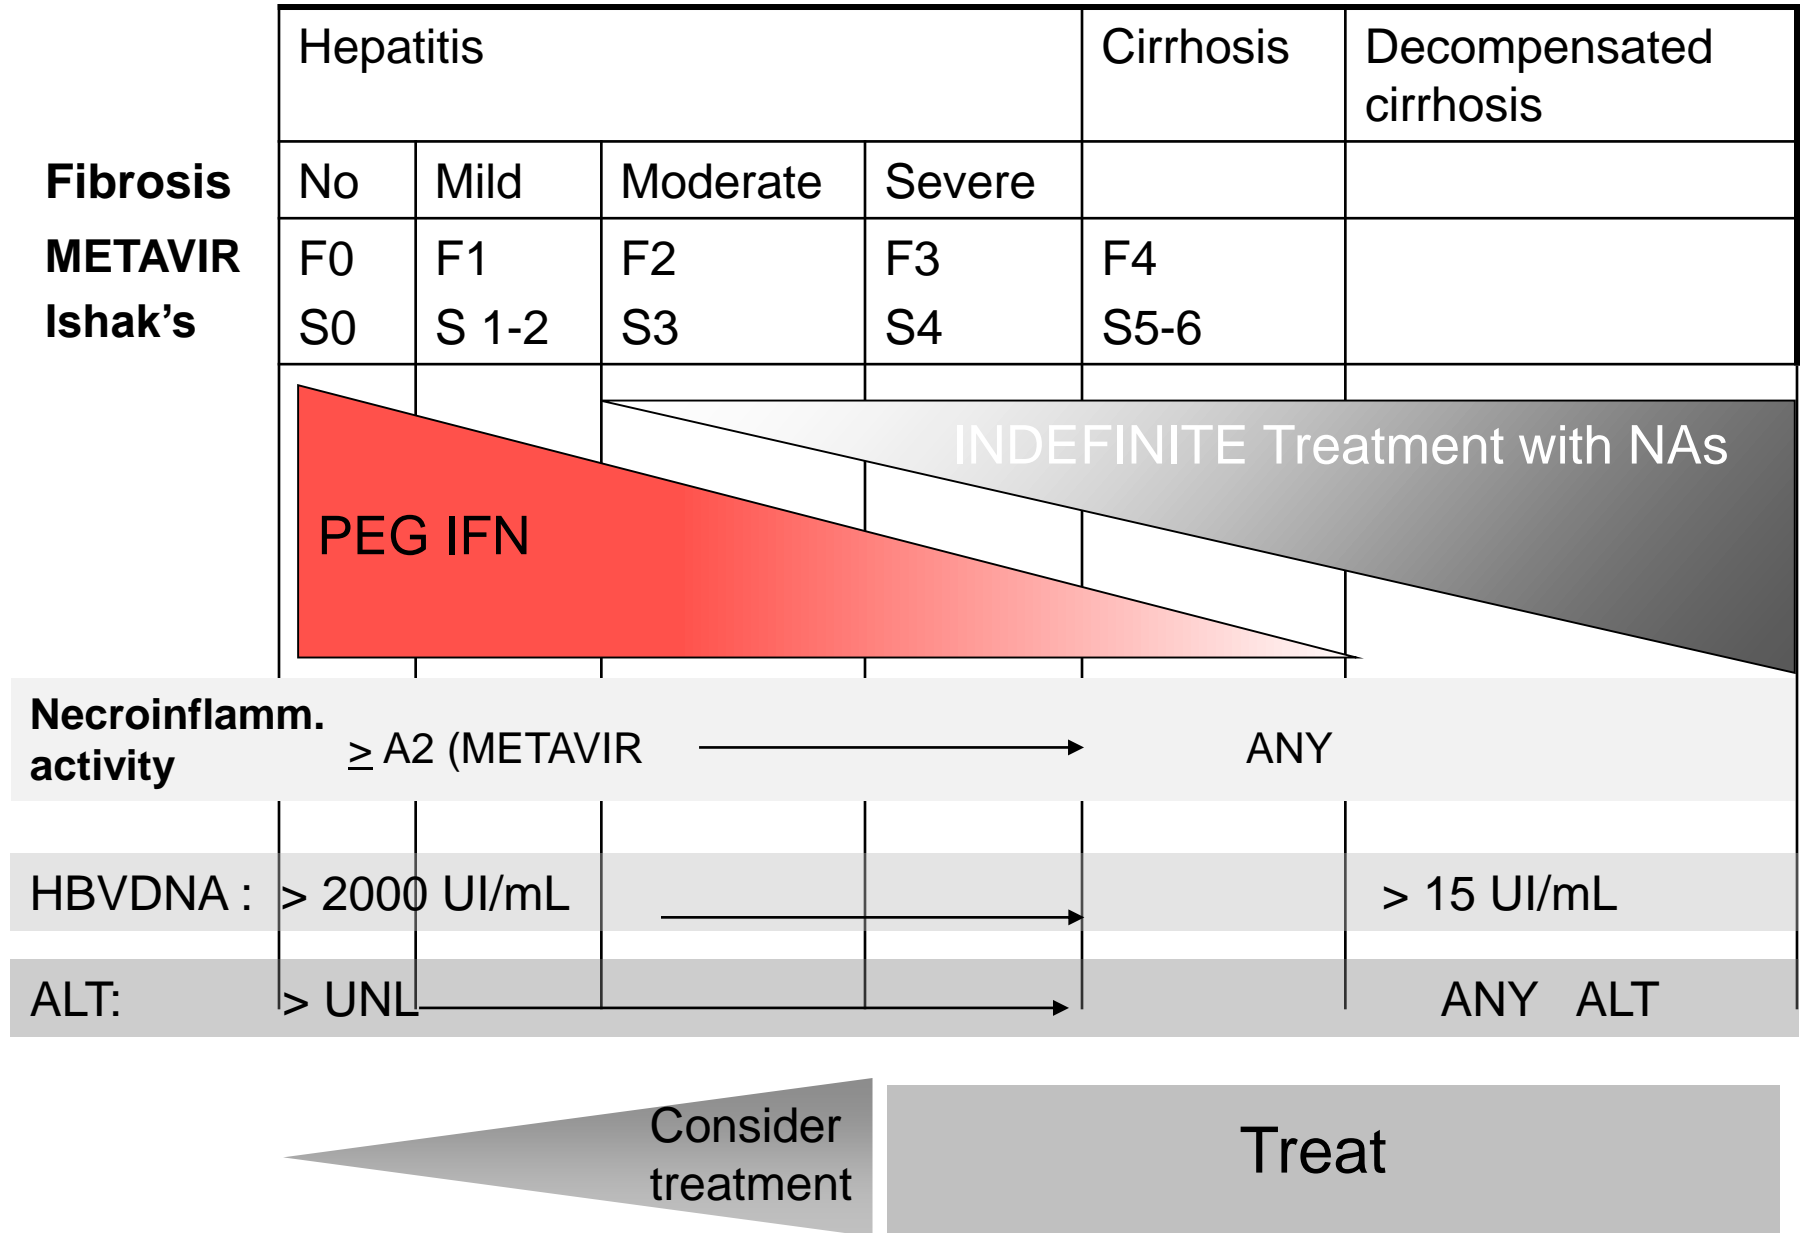 Hepatitis Cirrhosis Decompensated
cirrhosis
Fibrosis No Mild Moderate Severe
METAVIR F0 F1 F2 F3 F4
Ishak’s S0 S 1-2 S3 S4 S5-6
INDEFINITE Treatment with NAs
PEG IFN
Necroinflamm.
activity ≥ A2 (METAVIR ANY
HBVDNA : > 2000 UI/mL > 15 UI/mL
ALT: > UNL ANY ALT
Consider
treatment
Treat